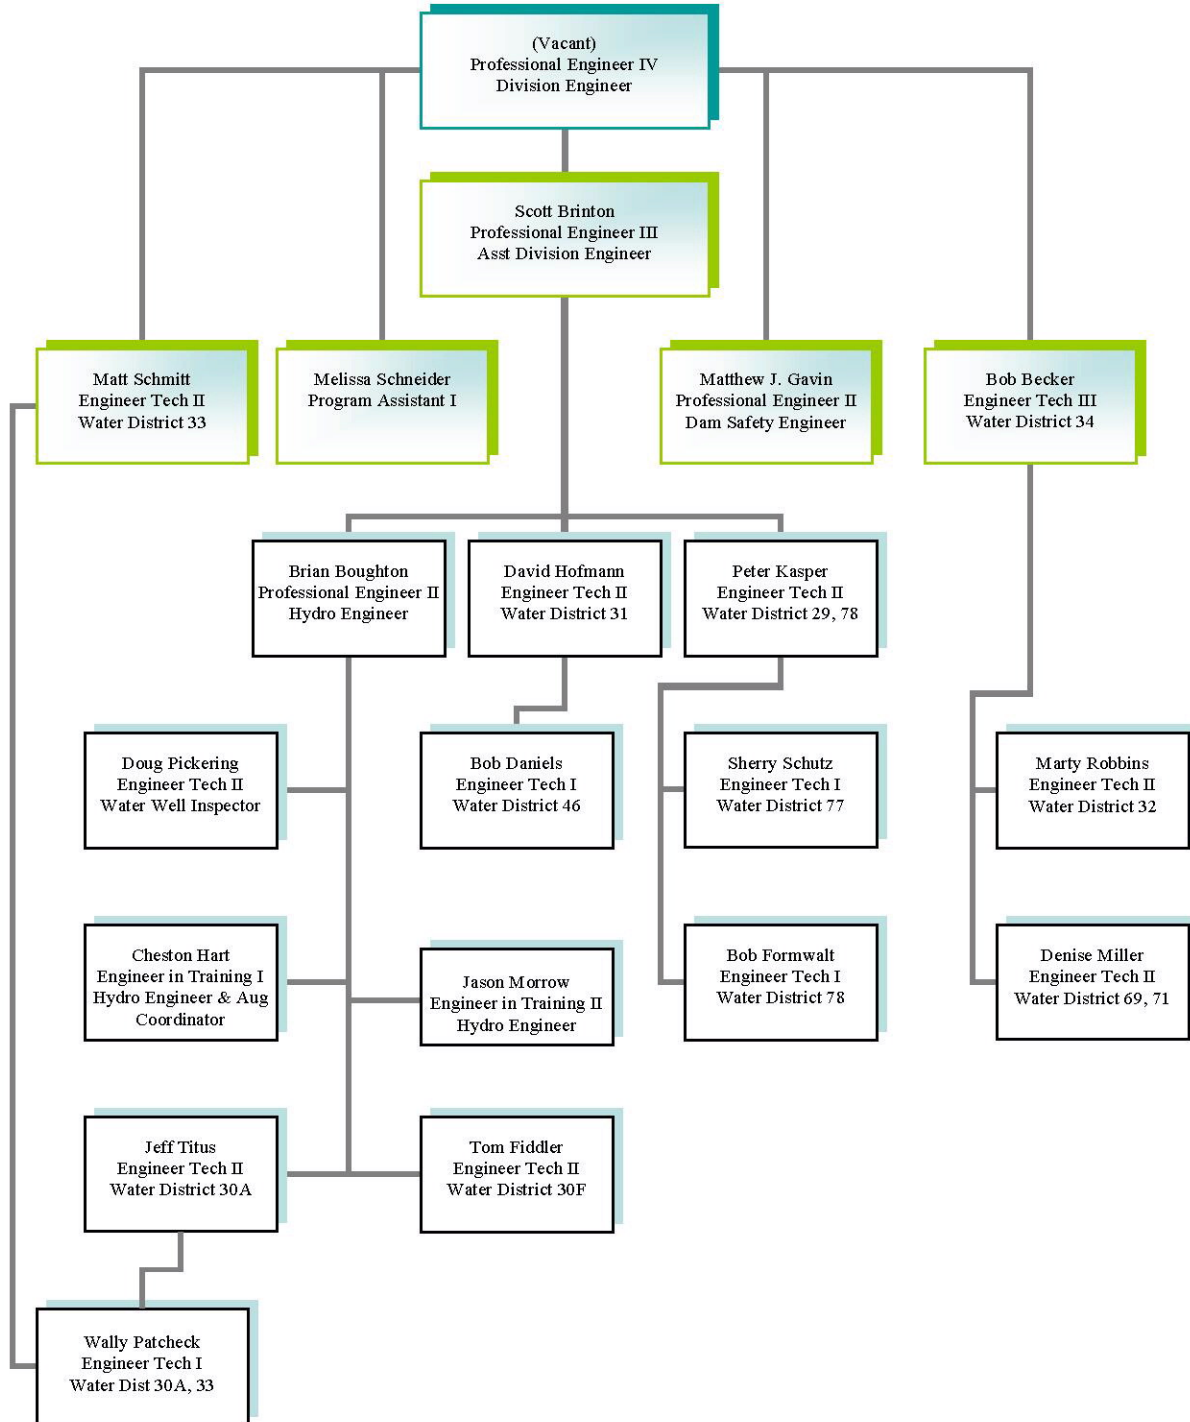 (Vacant)
Professional Engineer IV
Division Engineer
Scott Brinton
Professional Engineer III
Asst Division Engineer
Matt Schmitt
Engineer Tech II
Water District 33
Melissa Schneider
Program Assistant I
Matthew J. Gavin
Professional Engineer II
Dam Safety Engineer
Bob Becker
Engineer Tech III
Water District 34
Brian Boughton
Professional Engineer II
Hydro Engineer
David Hofmann
Engineer Tech II
Water District 31
Peter Kasper
Engineer Tech II
Water District 29, 78
Doug Pickering
Engineer Tech II
Water Well Inspector
Bob Daniels
Engineer Tech I
Water District 46
Sherry Schutz
Engineer Tech I
Water District 77
Marty Robbins
Engineer Tech II
Water District 32
Cheston Hart
Engineer in Training I
Hydro Engineer & Aug
Coordinator
Jason Morrow
Engineer in Training II
Hydro Engineer
Bob Formwalt
Engineer Tech I
Water District 78
Denise Miller
Engineer Tech II
Water District 69, 71
Jeff Titus
Engineer Tech II
Water District 30A
Tom Fiddler
Engineer Tech II
Water District 30F
Wally Patcheck
Engineer Tech I
Water Dist 30A, 33